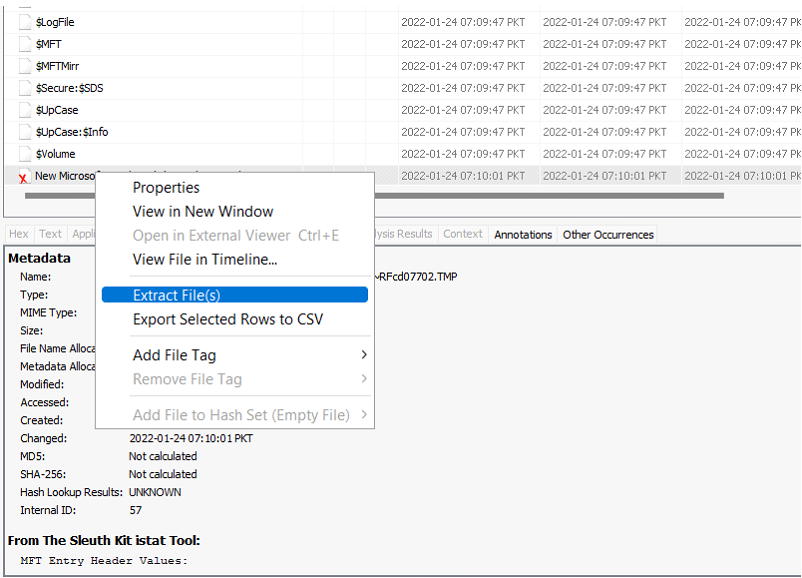 $LogFile 2022-01-24 07:09:47 PKT 2022-01-24 07:09:47 PKT 2022-01-24 07:09:47 PK
$MFT 2022-01-24 07:09:47 PKT 2022-01-24 07:09:47 PKT 2022-01-24 07:09:47 PK
$MFTMirr 2022-01-24 07:09:47 PKT 2022-01-24 07:09:47 PKT 2022-01-24 07:09:47 PK
$Secure:$SDS 2022-01-24 07:09:47 PKT 2022-01-24 07:09:47 PKT 2022-01-24 07:09:47 PK
$UpCase 2022-01-24 07:09:47 PKT 2022-01-24 07:09:47 PKT 2022-01-24 07:09:47 PK
$UpCase:$Info 2022-01-24 07:09:47 PKT 2022-01-24 07:09:47 PKT 2022-01-24 07:09:47 PK
$Volume 2022-01-24 07:09:47 PKT 2022-01-24 07:09:47 PKT 2022-01-24 07:09:47 PK
New Microsof 2022-01-24 07:10:01 PKT 2022-01-24 07:10:01 PKT 2022-01-24 07:10:01 PK
Properties
View in New Window
Open in External Viewer Ctrl+E
View File in Timeline...
Extract File(s)
Export Selected Rows to CSV
Add File Tag
Remove File Tag
Add File to Hash Set (Empty File)
Hex Text Appli lysis Results Context Annotations Other Occurrences
Metadata
Name: ~RFcd07702.TMP
Type:
MIME Type:
Size:
File Name Alloca
Metadata Alloca
Modified:
Accessed:
Created:
Changed: 2022-01-24 07:10:01 PKT
MD5: Not calculated
SHA-256: Not calculated
Hash Lookup Results: UNKNOWN
Internal ID: 57
From The Sleuth Kit istat Tool:
MFT Entry Header Values: